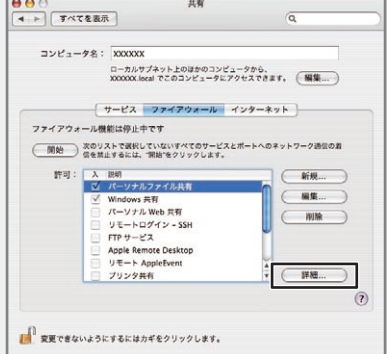 共有
すべてを表示
コンピュータ名： XXXXXX
ローカルサブネット上のほかのコンピュータから、
XXXXXX.local でこのコンピュータにアクセスできます。
編集...
サービス ファイアウォール インターネット
ファイアウォール機能は停止中です
開始
次のリストで選択していないすべてのサービスとポートへのネットワーク通信の着
信を禁止するには、"開始"をクリックします。
許可：
入 説明
パーソナルファイル共有
Windows 共有
パーソナル Web 共有
リモートログイン - SSH
FTP サービス
Apple Remote Desktop
リモート AppleEvent
プリンタ共有
新規...
編集...
削除
詳細...
?
変更できないようにするにはカギをクリックします。